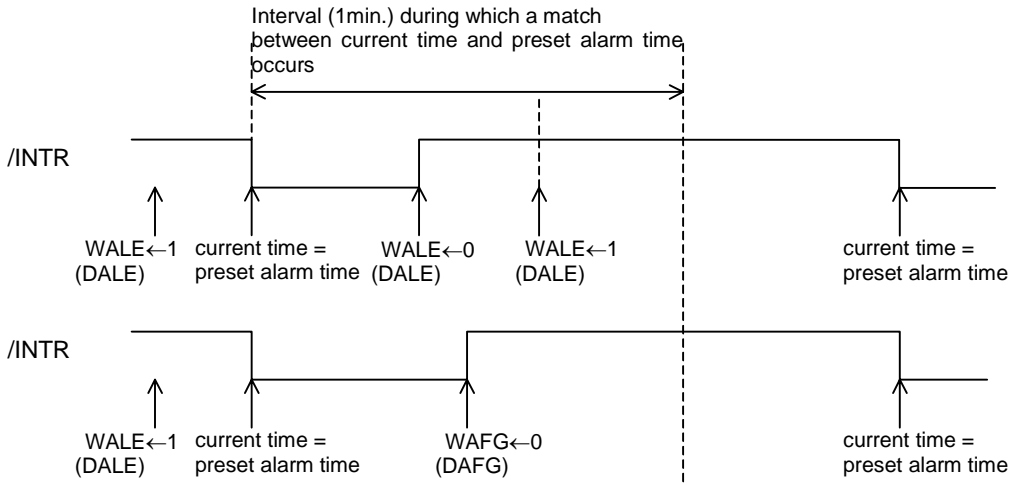 Interval (1min.) during which a match
between current time and preset alarm time
occurs
/INTR
WALE←1 current time = WALE←0 WALE←1 current time =
(DALE) preset alarm time (DALE) (DALE) preset alarm time
/INTR
WALE←1 current time = WAFG←0 current time =
(DALE) preset alarm time (DAFG) preset alarm time